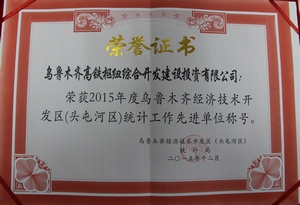 荣誉证书
乌鲁木齐高铁枢纽综合开发建设投资有限公司：
荣获2015年度乌鲁木齐经济技术开
发区(头屯河区)统计工作先进单位称号。
乌鲁木齐经济技术开发区（头屯河区）
统计局
二〇一五年十二月